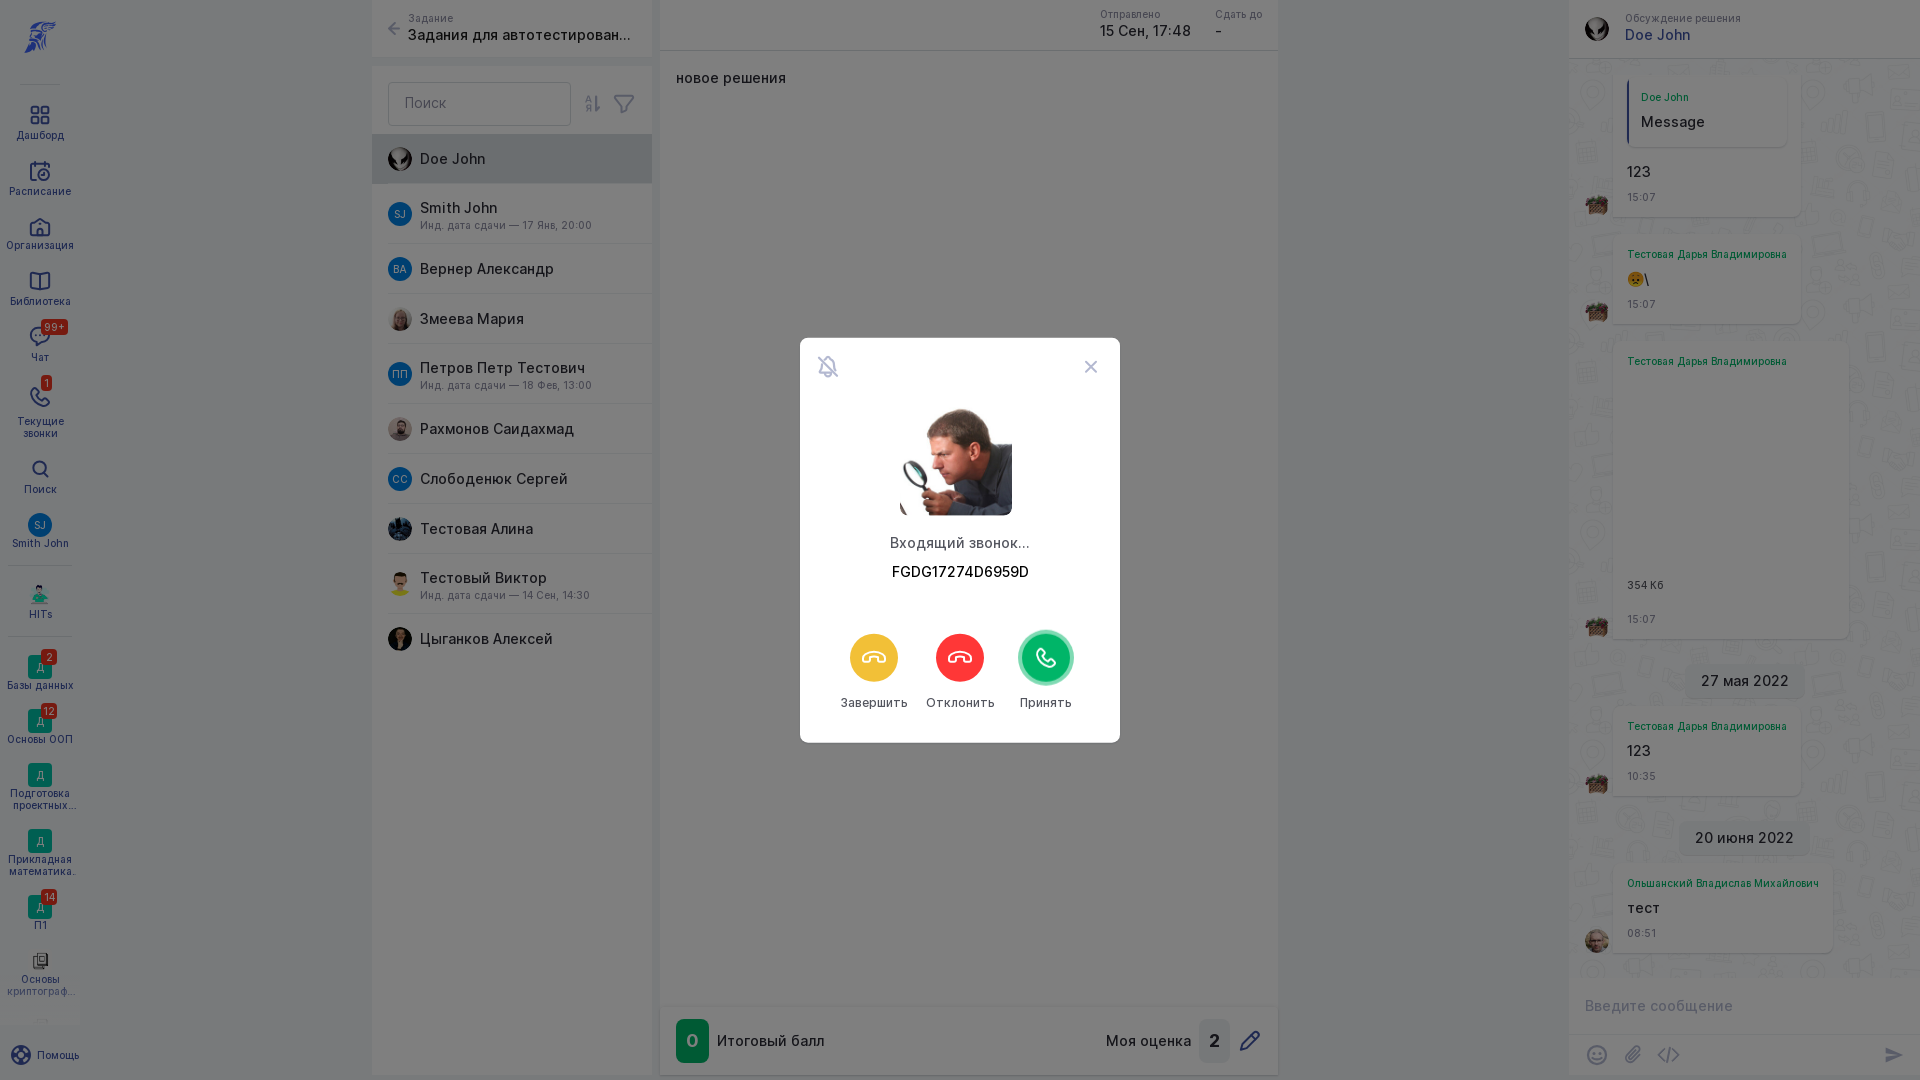 Дашборд
Расписание
Организация
Библиотека
99+
Чат
1
Текущие
звонки
Поиск
SJ
Smith John
HITs
2
Д
Базы данных
12
Д
Основы ООП
Д
Подготовка
проектных...
Д
Прикладная
математика.
14
Д
П1
Основы
криптограф...
Помощь
Задание
Задания для автотестирован...
Поиск
Doe John
SJ
Smith John
Инд. дата сдачи — 17 Янв, 20:00
ВА
Вернер Александр
Змеева Мария
ПП
Петров Петр Тестович
Инд. дата сдачи — 18 Фев, 13:00
Рахмонов Саидахмад
СС
Слободенюк Сергей
Тестовая Алина
Тестовый Виктор
Инд. дата сдачи — 14 Сен, 14:30
Цыганков Алексей
Отправлено
15 Сен, 17:48
Сдать до
-
новое решения
Входящий звонок...
FGDG17274D6959D
Завершить
Отклонить
Принять
0
Итоговый балл
Моя оценка
2
Обсуждение решения
Doe John
Doe John
Message
123
15:07
Тестовая Дарья Владимировна
😠\
15:07
Тестовая Дарья Владимировна
354 Кб
15:07
27 мая 2022
Тестовая Дарья Владимировна
123
10:35
20 июня 2022
Ольшанский Владислав Михайлович
тест
08:51
Введите сообщение